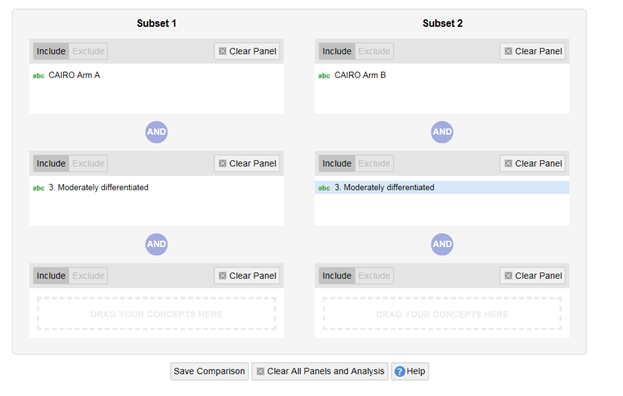 Subset 1 Subset 2
Include Exclude Clear Panel Include Exclude Clear Panel
abc CAIRO Arm A abc CAIRO Arm B
AND AND
Include Exclude Clear Panel Include Exclude Clear Panel
abc 3. Moderately differentiated abc 3. Moderately differentiated
AND AND
Include Exclude Clear Panel Include Exclude Clear Panel
DRAG YOUR CONCEPTS HERE DRAG YOUR CONCEPTS HERE
Save Comparison Clear All Panels and Analysis ? Help